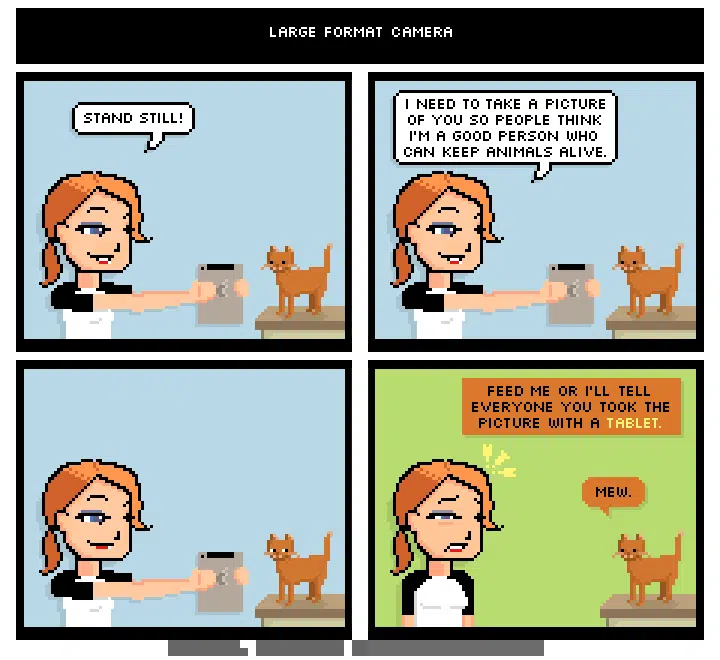 LARGE FORMAT CAMERA
STAND STILL!
I NEED TO TAKE A PICTURE
OF YOU SO PEOPLE THINK
I'M A GOOD PERSON WHO
CAN KEEP ANIMALS ALIVE.
FEED ME OR I'LL TELL
EVERYONE YOU TOOK THE
PICTURE WITH A TABLET.
MEW.